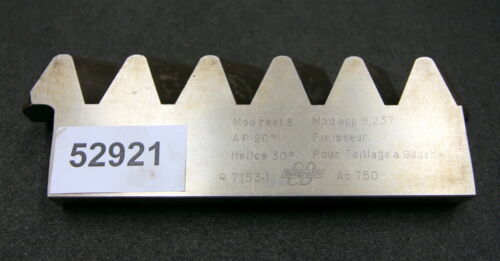 Mod reel 8 Mod app 9,237
AP 20° Finisseur
Helice 30° Pour Taillage a Gauche
R 7153-1 Ac T50
52921